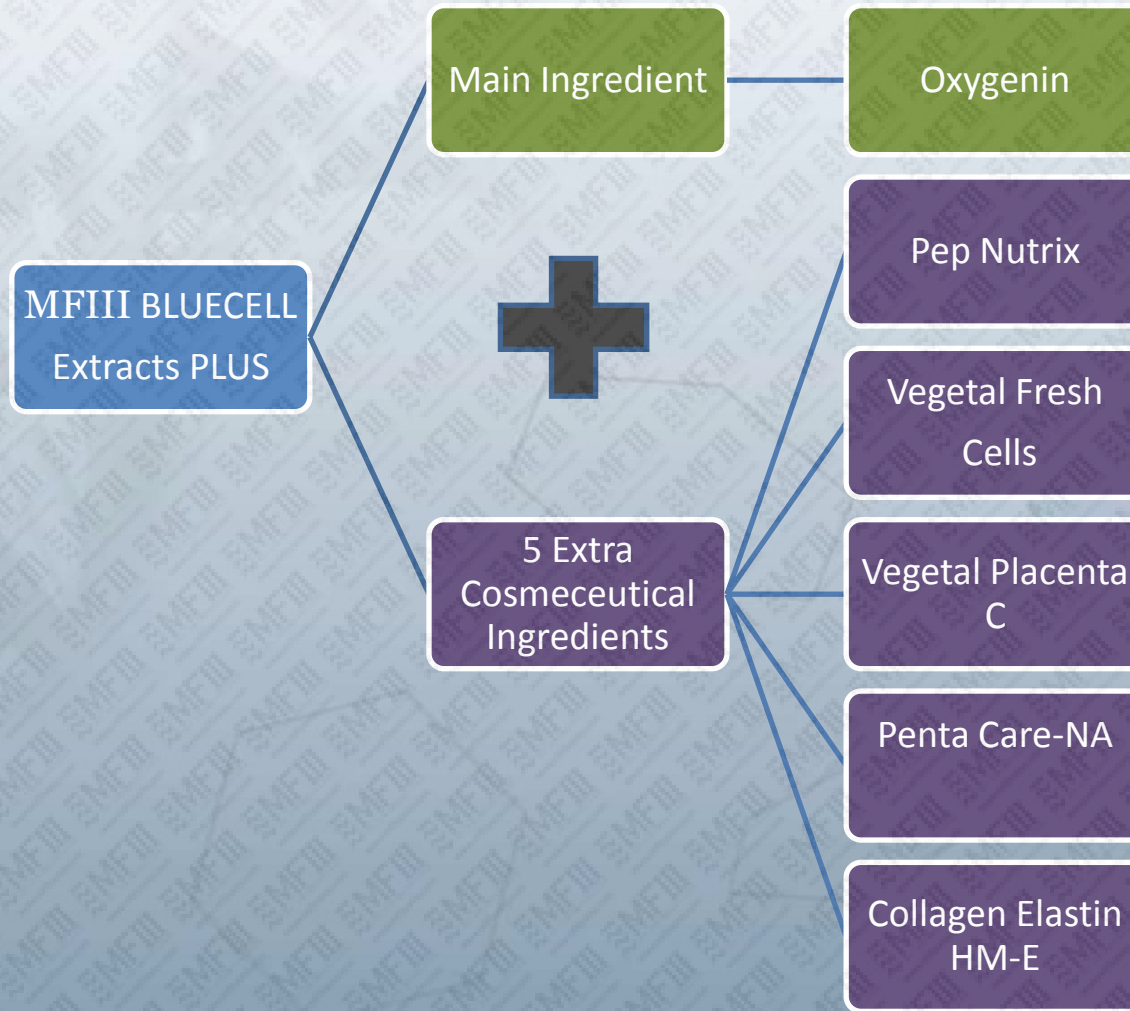 MFIII BLUECELL
Extracts PLUS
Main Ingredient
Oxygenin
5 Extra
Cosmeceutical
Ingredients
Pep Nutrix
Vegetal Fresh
Cells
Vegetal Placenta
C
Penta Care-NA
Collagen Elastin
HM-E